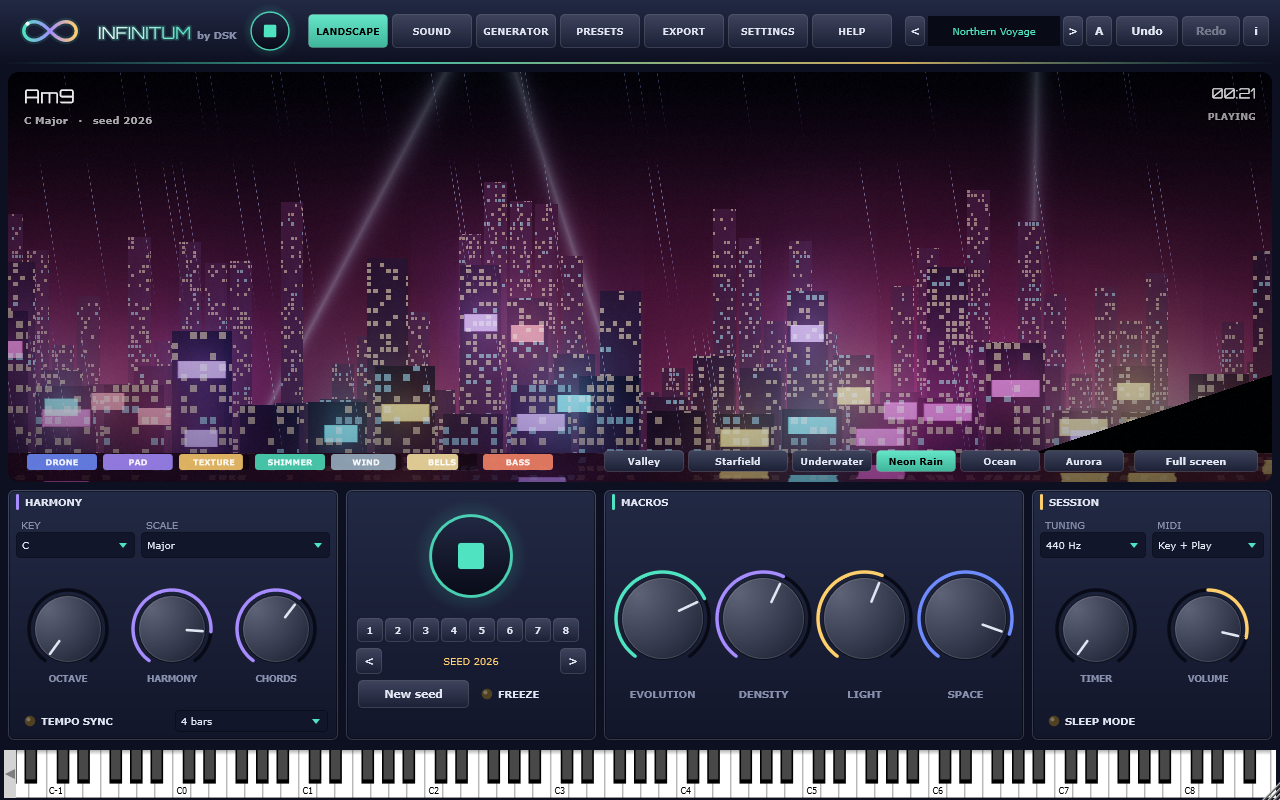 INFINITUM by DSK
LANDSCAPE
SOUND
GENERATOR
PRESETS
EXPORT
SETTINGS
HELP
<
Northern Voyage
>
A
Undo
Redo
i
Am9
C Major · seed 2026
00:21
PLAYING
DRONE
PAD
TEXTURE
SHIMMER
WIND
BELLS
BASS
Valley
Starfield
Underwater
Neon Rain
Ocean
Aurora
Full screen
HARMONY
KEY
SCALE
C
Major
OCTAVE
HARMONY
CHORDS
TEMPO SYNC
4 bars
1 2 3 4 5 6 7 8
<
SEED 2026
>
New seed
FREEZE
MACROS
EVOLUTION
DENSITY
LIGHT
SPACE
SESSION
TUNING
MIDI
440 Hz
Key + Play
TIMER
VOLUME
SLEEP MODE
C-1 C0 C1 C2 C3 C4 C5 C6 C7 C8